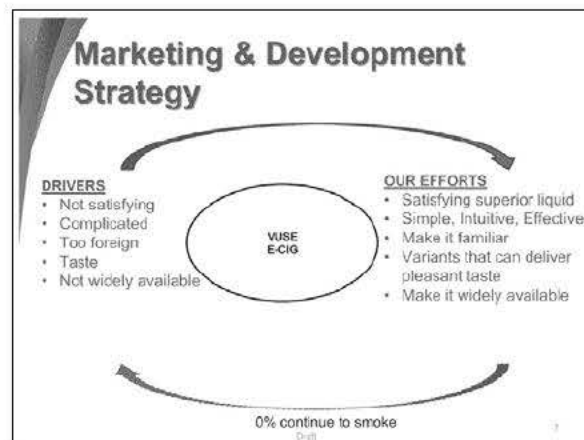 Marketing & Development
Strategy
DRIVERS
• Not satisfying
• Complicated
• Too foreign
• Taste
• Not widely available
VUSE
E-CIG
OUR EFFORTS
• Satisfying superior liquid
• Simple, Intuitive, Effective
• Make it familiar
• Variants that can deliver
pleasant taste
• Make it widely available
0% continue to smoke
Draft